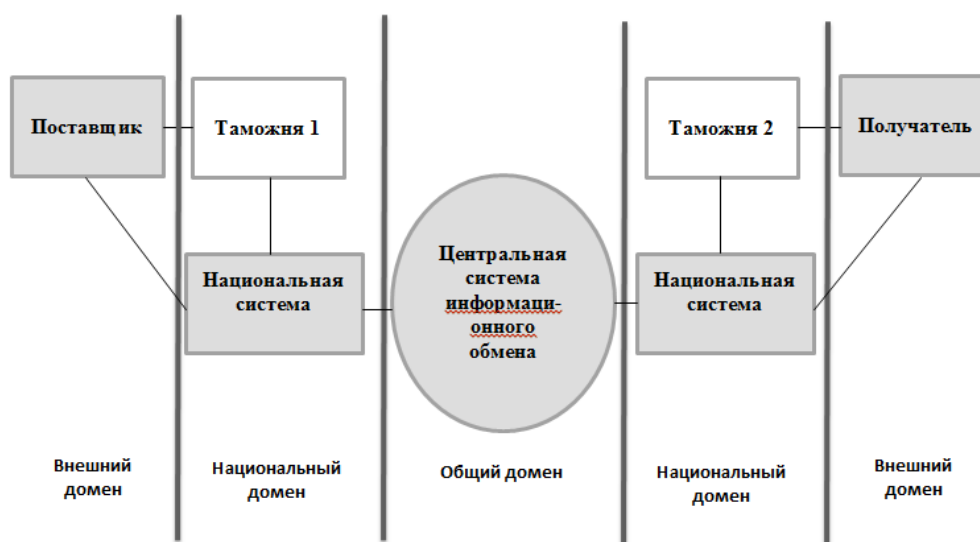 Поставщик
Таможня 1
Таможня 2
Получатель
Национальная
система
Центральная
система
информаци-
онного
обмена
Национальная
система
Внешний
домен
Национальный
домен
Общий домен
Национальный
домен
Внешний
домен